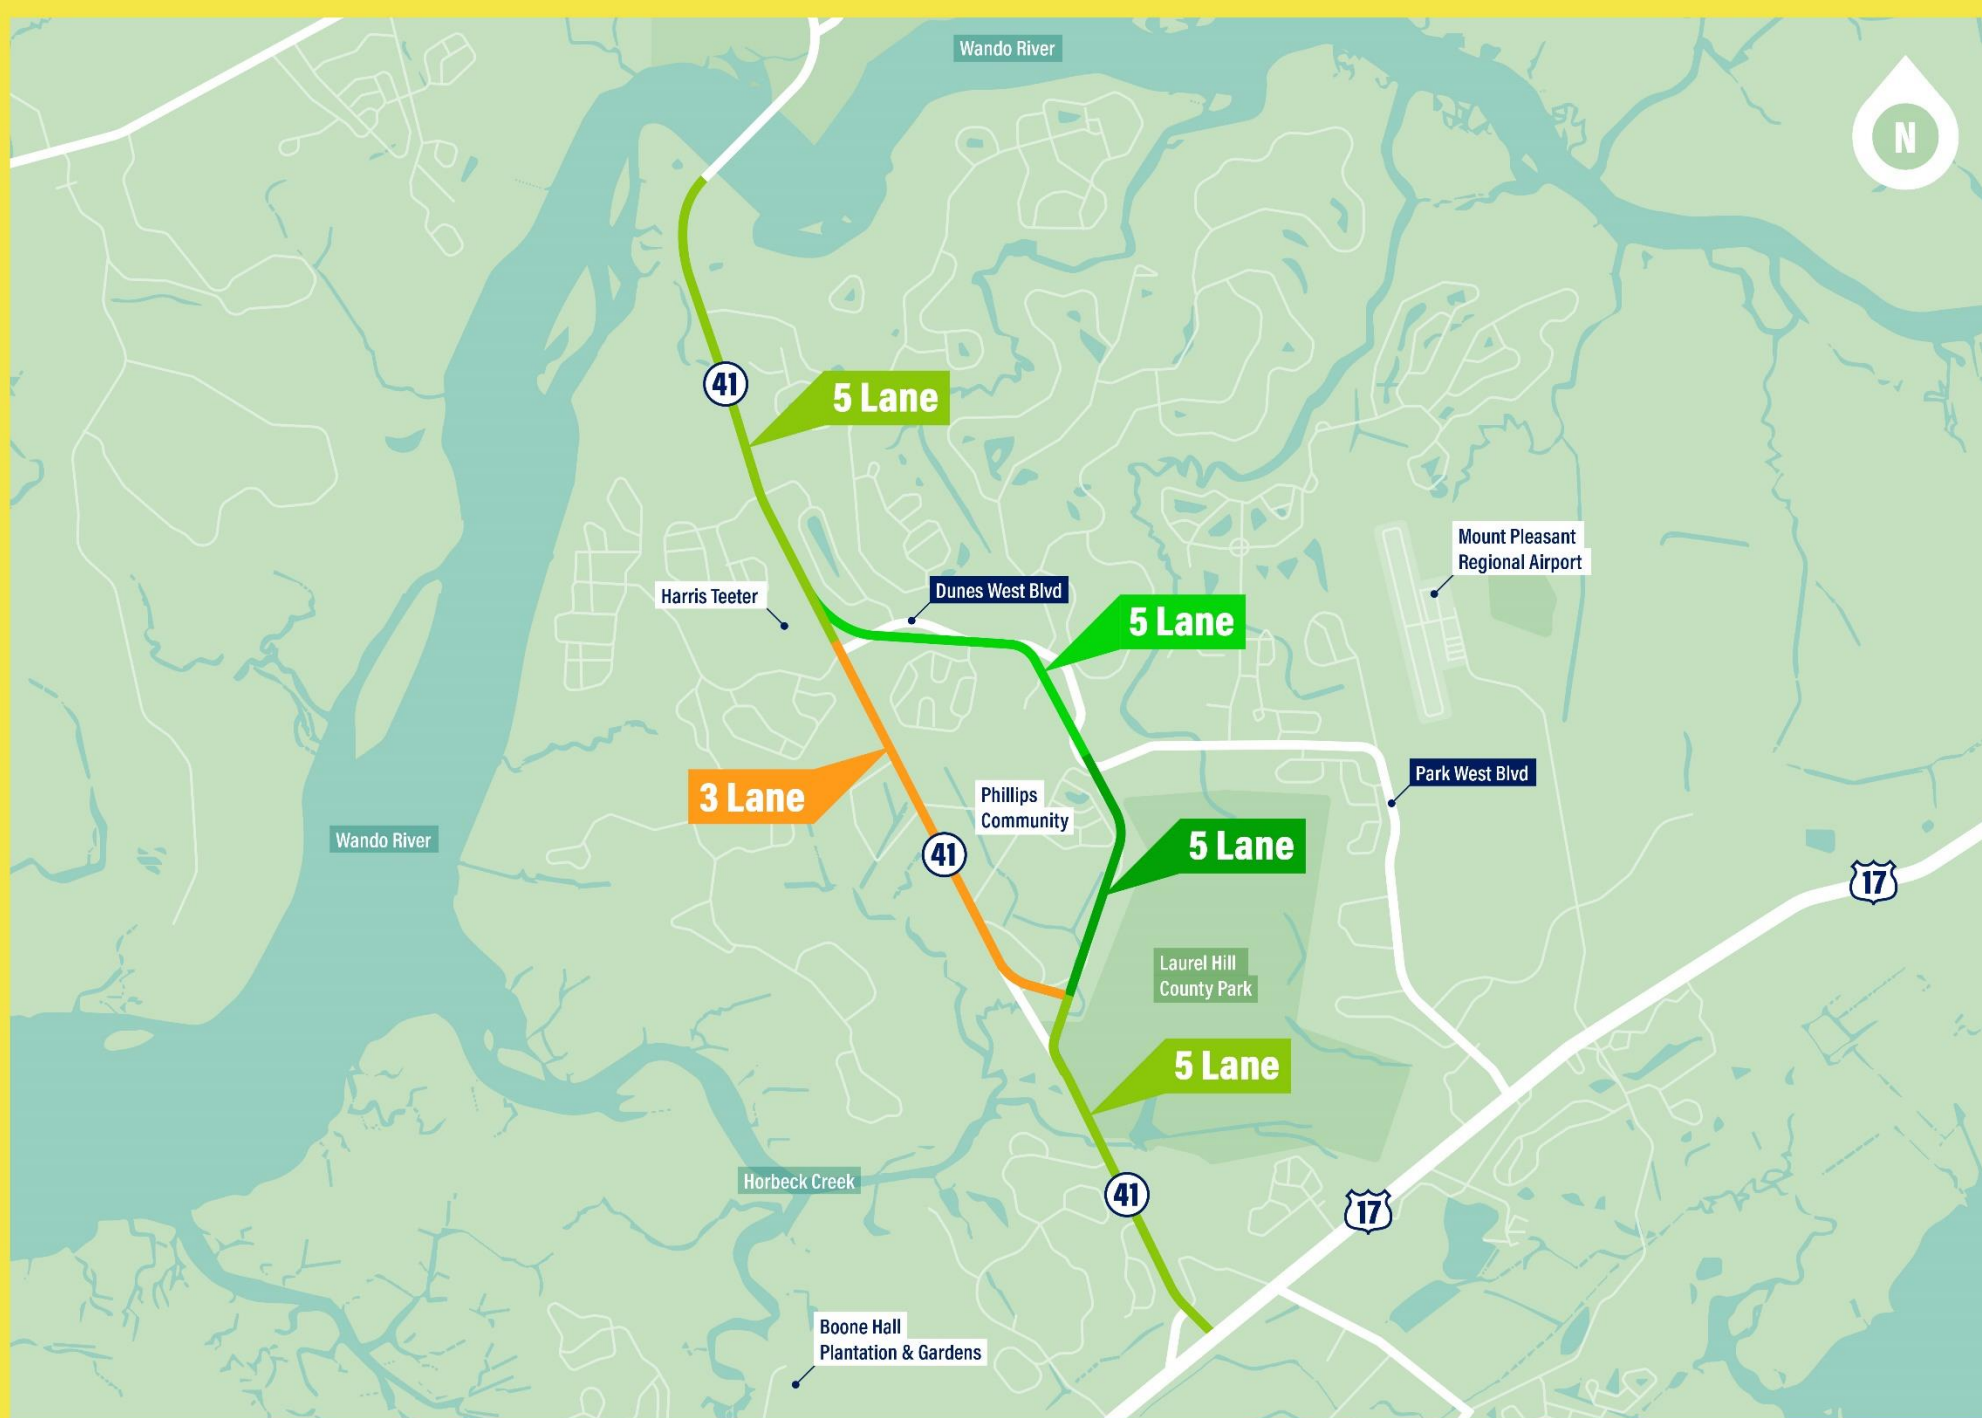 Wando River
N
41
5 Lane
Mount Pleasant
Regional Airport
Harris Teeter
Dunes West Blvd
5 Lane
3 Lane
Phillips
Community
Park West Blvd
Wando River
41
5 Lane
17
Laurel Hill
County Park
5 Lane
Horbeck Creek
41
17
Boone Hall
Plantation & Gardens